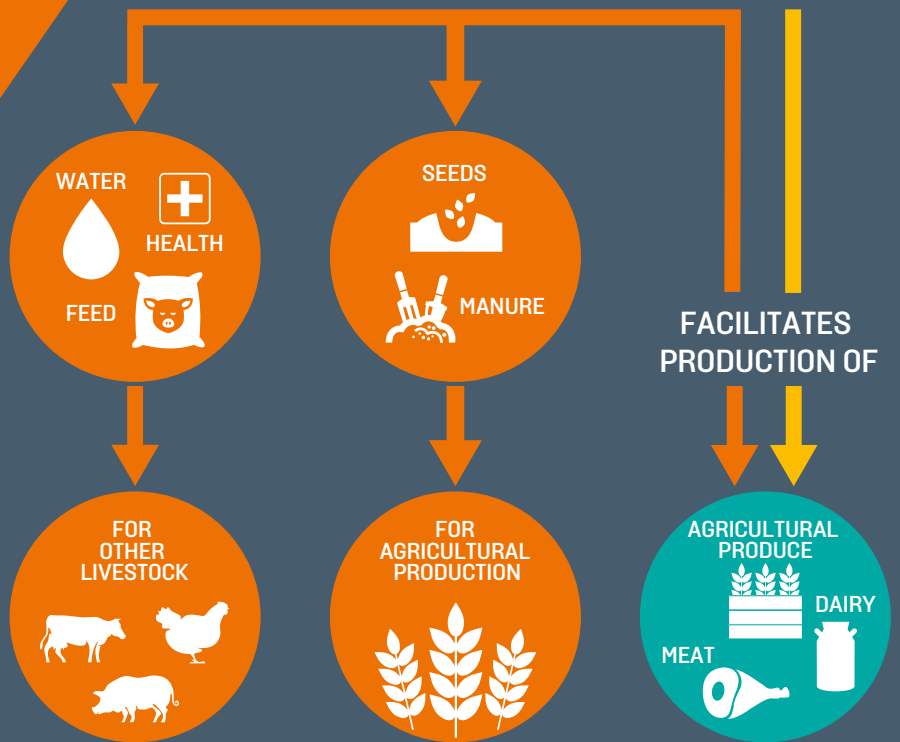 WATER
HEALTH
FEED
SEEDS
MANURE
FACILITATES
PRODUCTION OF
FOR
OTHER
LIVESTOCK
FOR
AGRICULTURAL
PRODUCTION
AGRICULTURAL
PRODUCE
DAIRY
MEAT